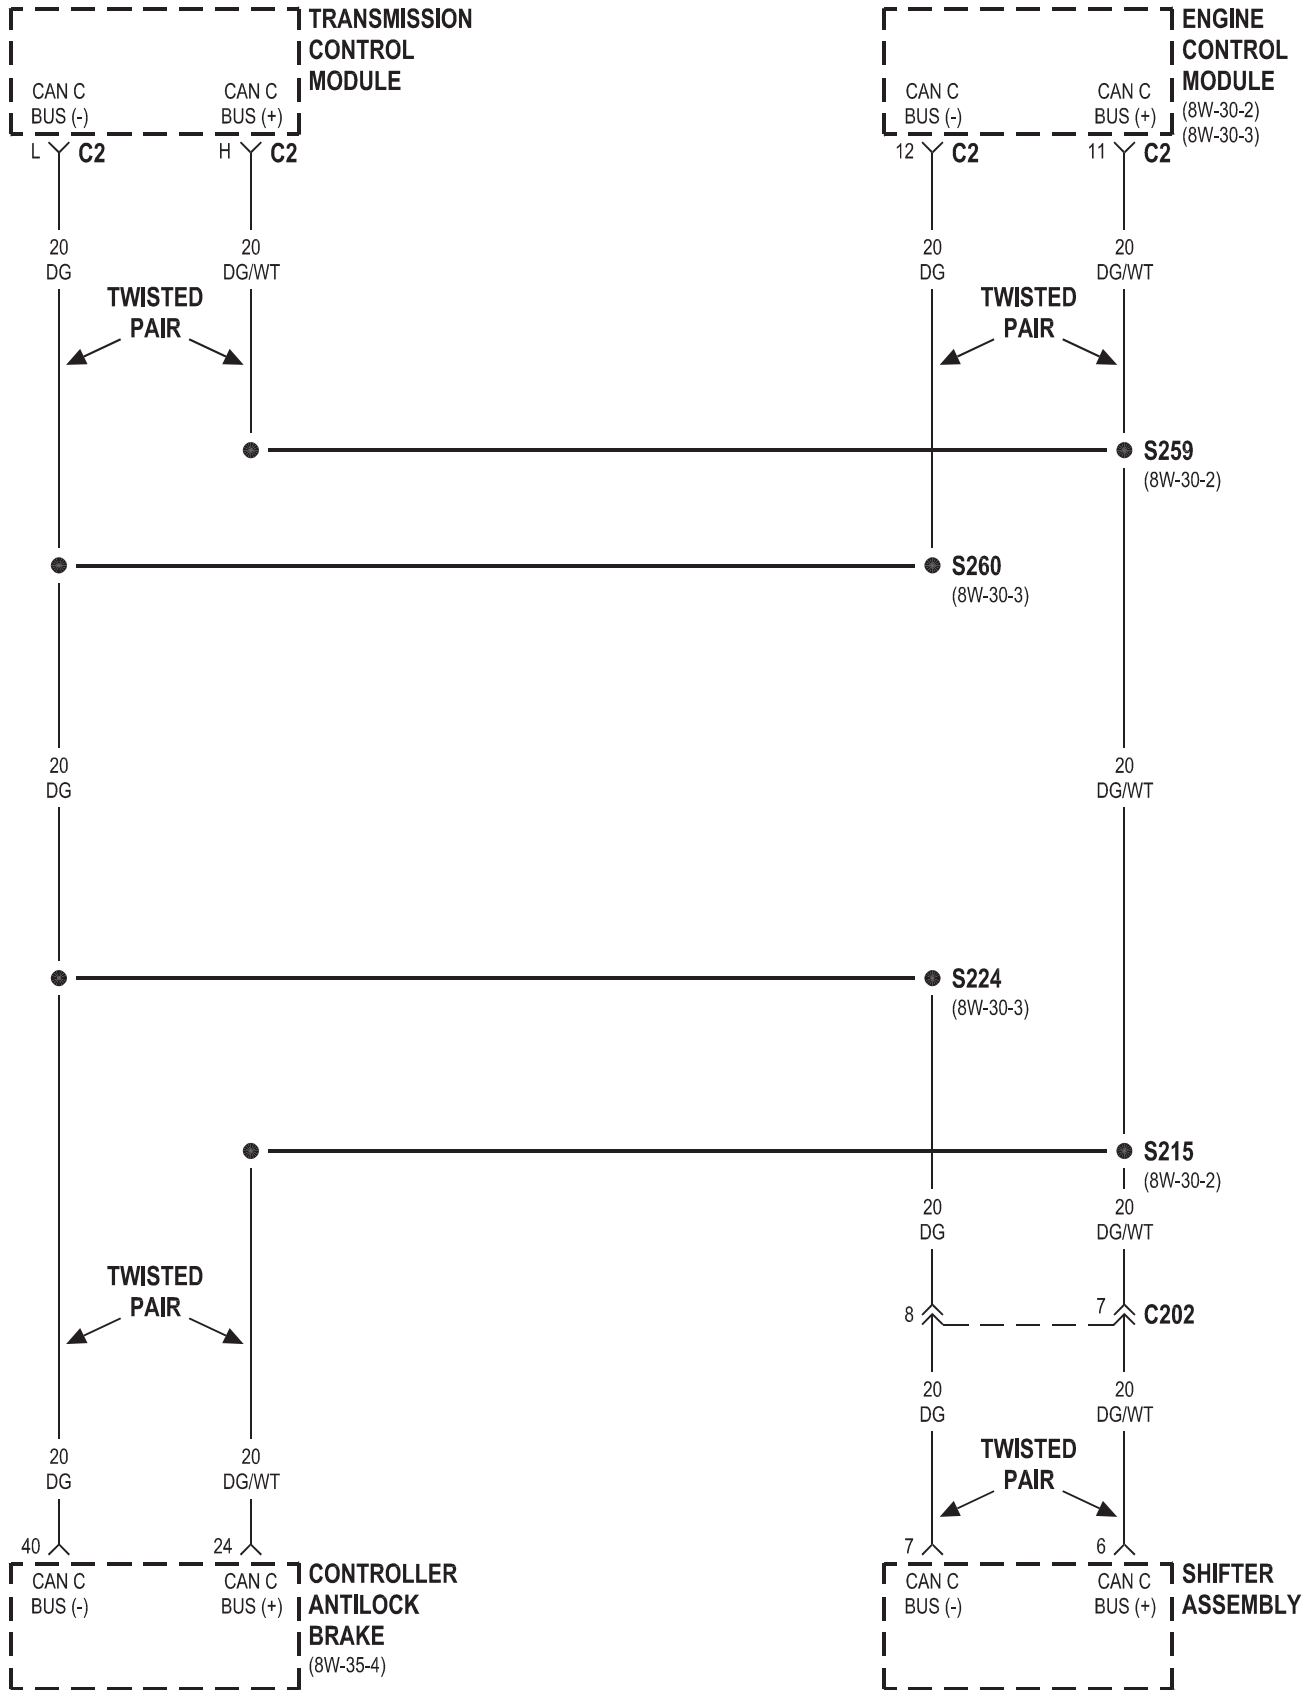 TRANSMISSION
CONTROL
MODULE
CAN C
BUS (-)
CAN C
BUS (+)
L
C2
H
C2
ENGINE
CONTROL
MODULE
(8W-30-2)
(8W-30-3)
CAN C
BUS (-)
CAN C
BUS (+)
12
C2
11
C2
20
DG
20
DG/WT
20
DG
20
DG/WT
TWISTED
PAIR
TWISTED
PAIR
S259
(8W-30-2)
S260
(8W-30-3)
20
DG
20
DG/WT
S224
(8W-30-3)
S215
(8W-30-2)
20
DG
20
DG/WT
TWISTED
PAIR
8
7
C202
20
DG
20
DG/WT
20
DG
20
DG/WT
TWISTED
PAIR
40
24
7
6
CAN C
BUS (-)
CAN C
BUS (+)
CONTROLLER
ANTILOCK
BRAKE
(8W-35-4)
CAN C
BUS (-)
CAN C
BUS (+)
SHIFTER
ASSEMBLY